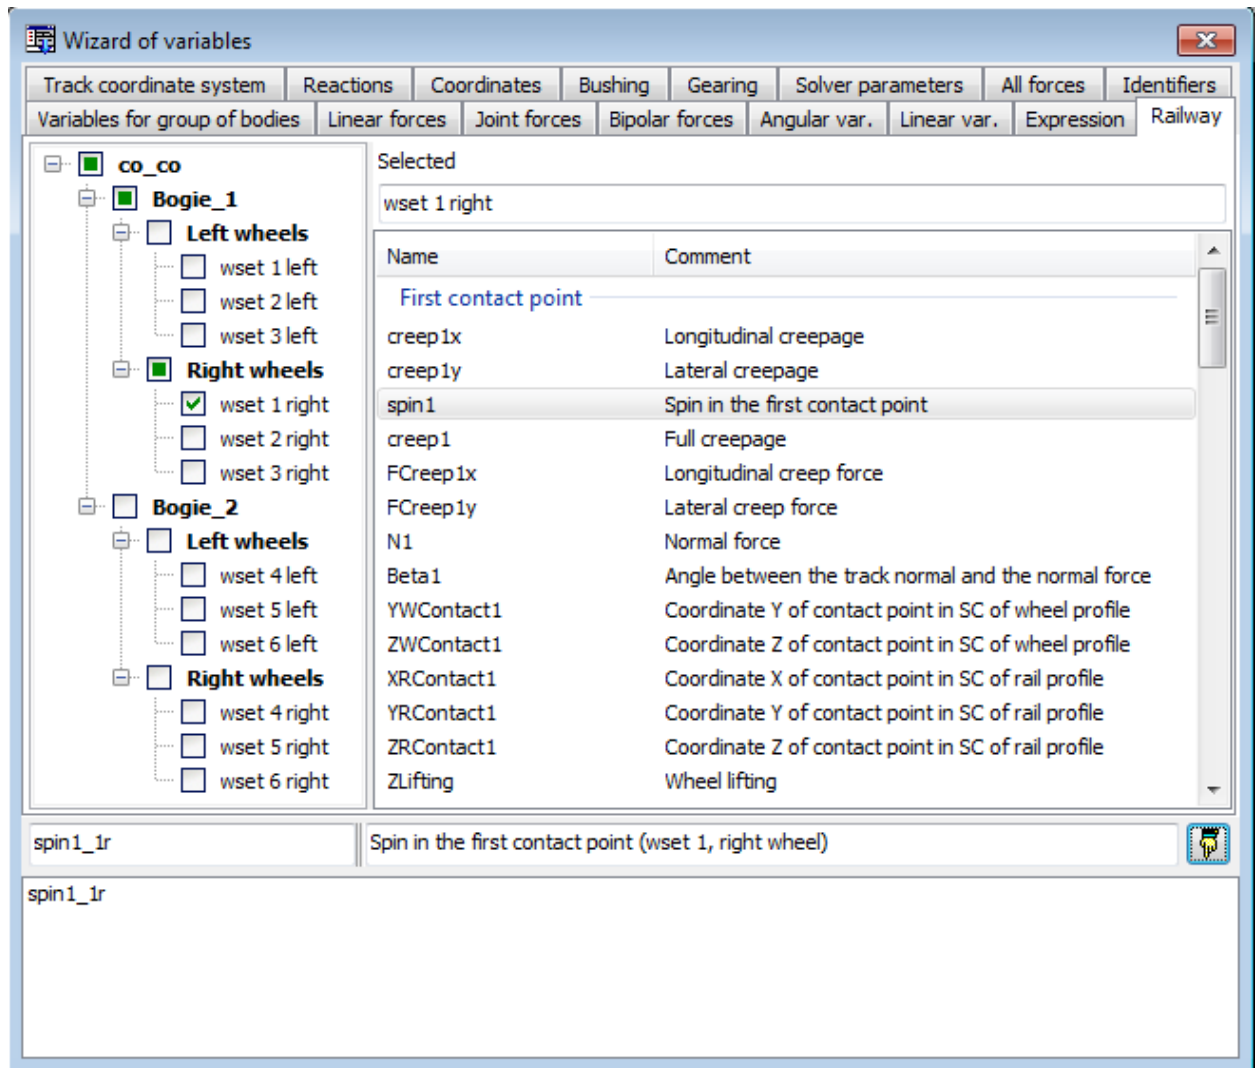 Wizard of variables
Track coordinate system Reactions Coordinates Bushing Gearing Solver parameters All forces Identifiers
Variables for group of bodies Linear forces Joint forces Bipolar forces Angular var. Linear var. Expression Railway
co_co
Bogie_1
Left wheels
wset 1 left
wset 2 left
wset 3 left
Right wheels
wset 1 right
wset 2 right
wset 3 right
Bogie_2
Left wheels
wset 4 left
wset 5 left
wset 6 left
Right wheels
wset 4 right
wset 5 right
wset 6 right
Selected
wset 1 right
Name Comment
First contact point
creep1x Longitudinal creepage
creep1y Lateral creepage
spin1 Spin in the first contact point
creep1 Full creepage
FCreep1x Longitudinal creep force
FCreep1y Lateral creep force
N1 Normal force
Beta1 Angle between the track normal and the normal force
YWContact1 Coordinate Y of contact point in SC of wheel profile
ZWContact1 Coordinate Z of contact point in SC of wheel profile
XRContact1 Coordinate X of contact point in SC of rail profile
YRContact1 Coordinate Y of contact point in SC of rail profile
ZRContact1 Coordinate Z of contact point in SC of rail profile
ZLifting Wheel lifting
spin1_1r Spin in the first contact point (wset 1, right wheel)
spin1_1r